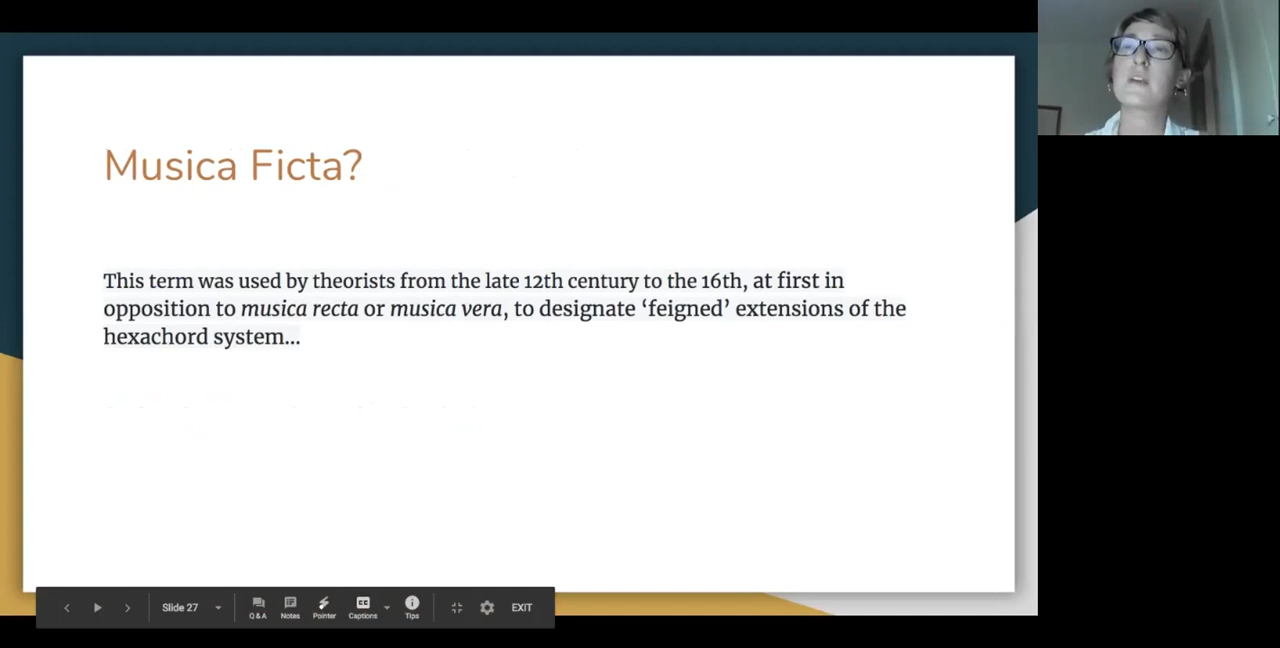 Musica Ficta?
This term was used by theorists from the late 12th century to the 16th, at first in
opposition to musica recta or musica vera, to designate ‘feigned’ extensions of the
hexachord system...
Slide 27
Q&A
Notes
Pointer
Captions
Tips
EXIT